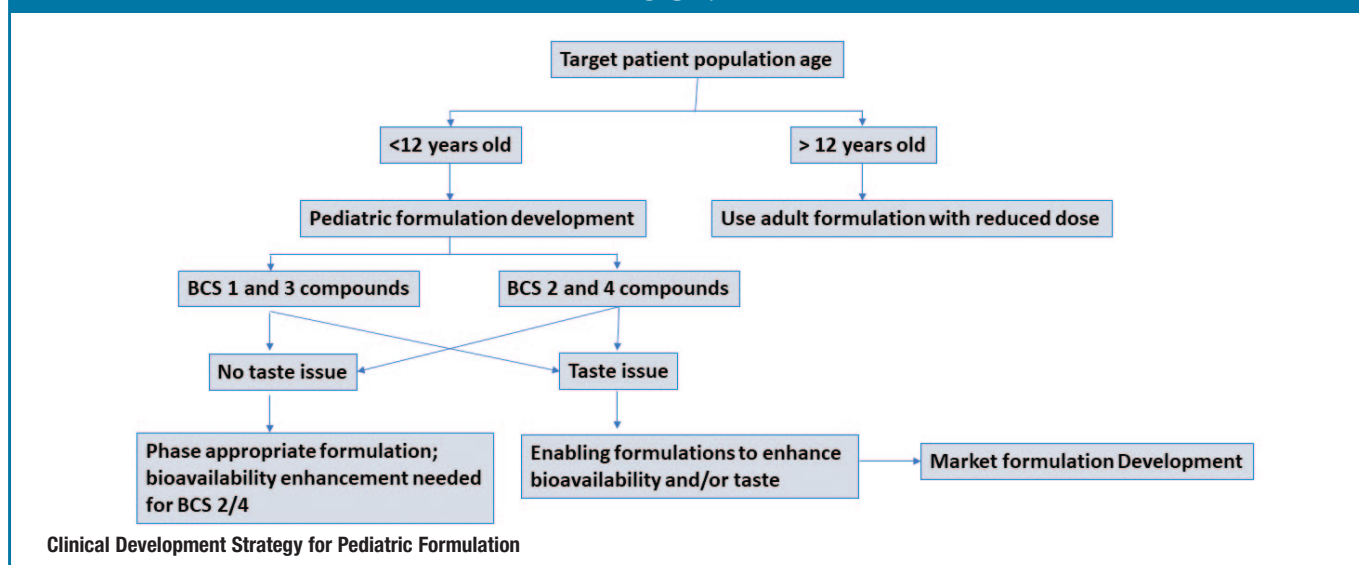 Target patient population age
<12 years old
> 12 years old
Pediatric formulation development
Use adult formulation with reduced dose
BCS 1 and 3 compounds
BCS 2 and 4 compounds
No taste issue
Taste issue
Phase appropriate formulation;
bioavailability enhancement needed
for BCS 2/4
Enabling formulations to enhance
bioavailability and/or taste
Market formulation Development
Clinical Development Strategy for Pediatric Formulation